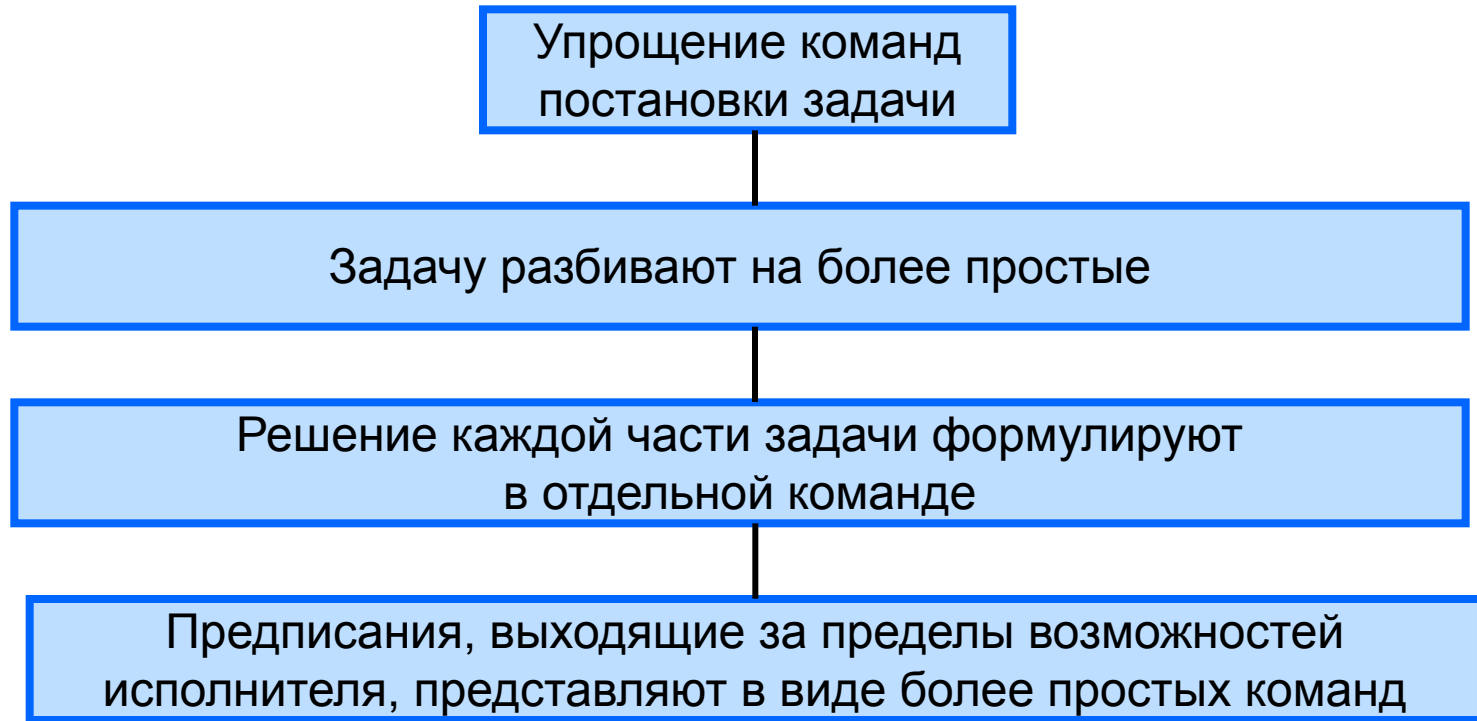 Упрощение команд
постановки задачи
Задачу разбивают на более простые
Решение каждой части задачи формулируют
в отдельной команде
Предписания, выходящие за пределы возможностей
исполнителя, представляют в виде более простых команд